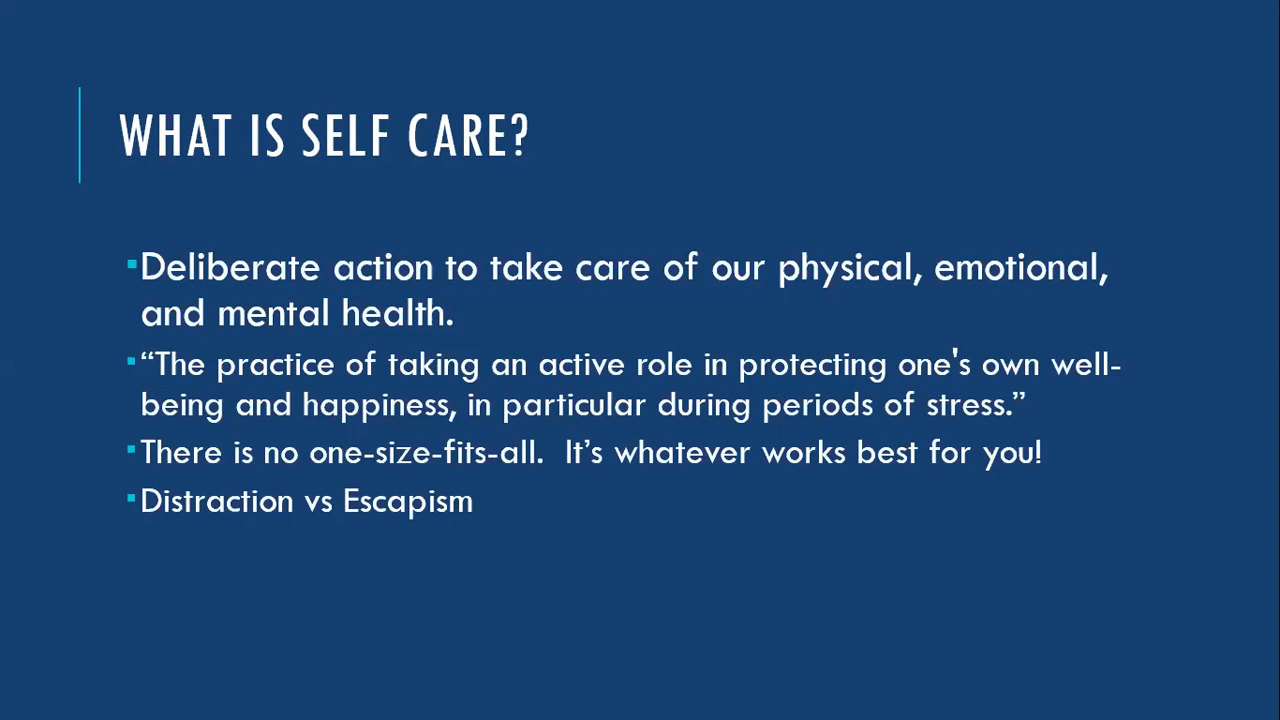 WHAT IS SELF CARE?
▪Deliberate action to take care of our physical, emotional,
and mental health.
▪“The practice of taking an active role in protecting one's own well-
being and happiness, in particular during periods of stress.”
▪There is no one-size-fits-all.  It’s whatever works best for you!
▪Distraction vs Escapism